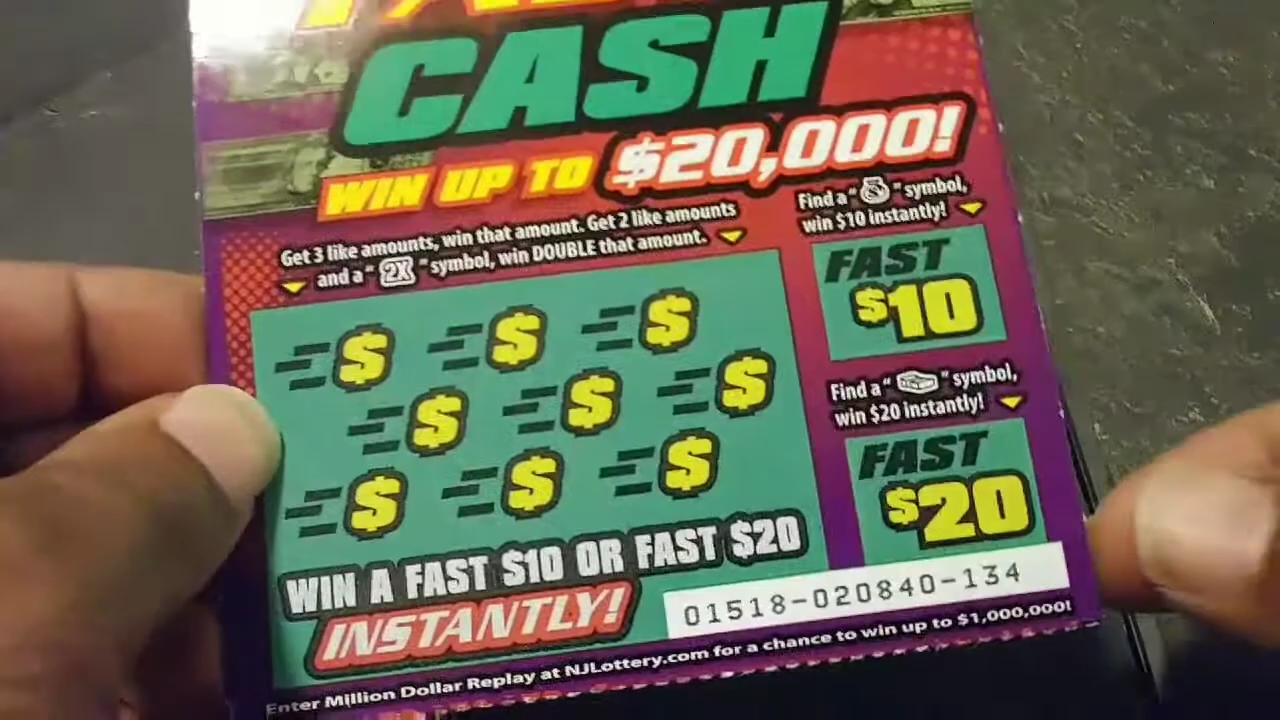 CASH
WIN UP TO $20,000!
Get 3 like amounts, win that amount. Get 2 like amounts
and a "2X" symbol, win DOUBLE that amount.
Find a " " symbol,
win $10 instantly!
FAST
$10
$ $ $
$ $ $
$ $ $
Find a " " symbol,
win $20 instantly!
FAST
$20
WIN A FAST $10 OR FAST $20
INSTANTLY!
01518-020840-134
Enter Million Dollar Replay at NJLottery.com for a chance to win up to $1,000,000!